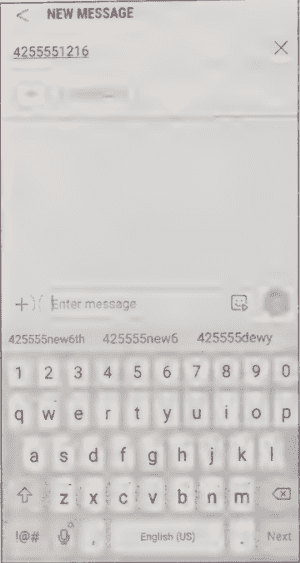 < NEW MESSAGE
4255551216 ×
+ Enter message
425555new6th 425555new6 425555dewy
1 2 3 4 5 6 7 8 9 0
q w e r t y u i o p
a s d f g h j k l
z x c v b n m
!@# , English (US) . Next